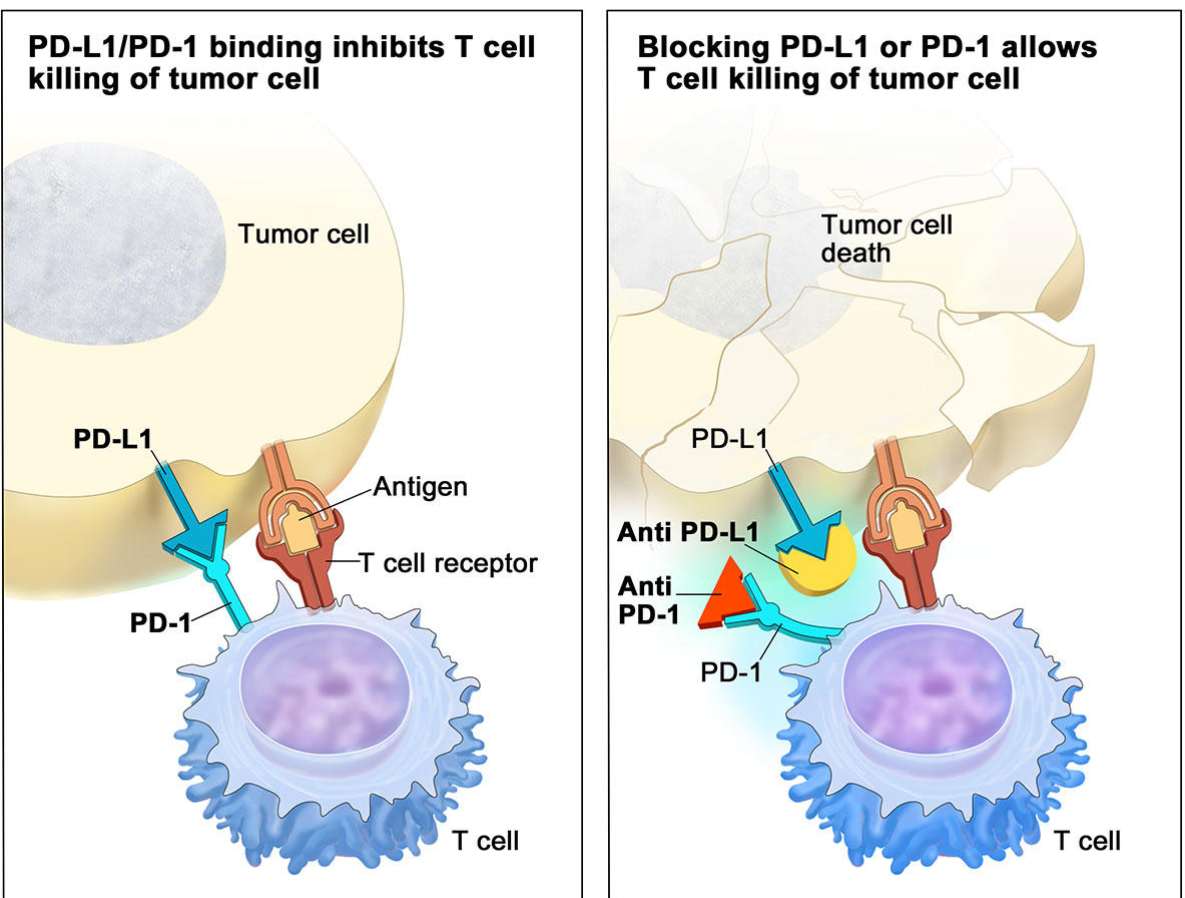 PD-L1/PD-1 binding inhibits T cell
killing of tumor cell
Tumor cell
PD-L1
Antigen
T cell receptor
PD-1
T cell
Blocking PD-L1 or PD-1 allows
T cell killing of tumor cell
Tumor cell
death
PD-L1
Anti PD-L1
Anti
PD-1
PD-1
T cell